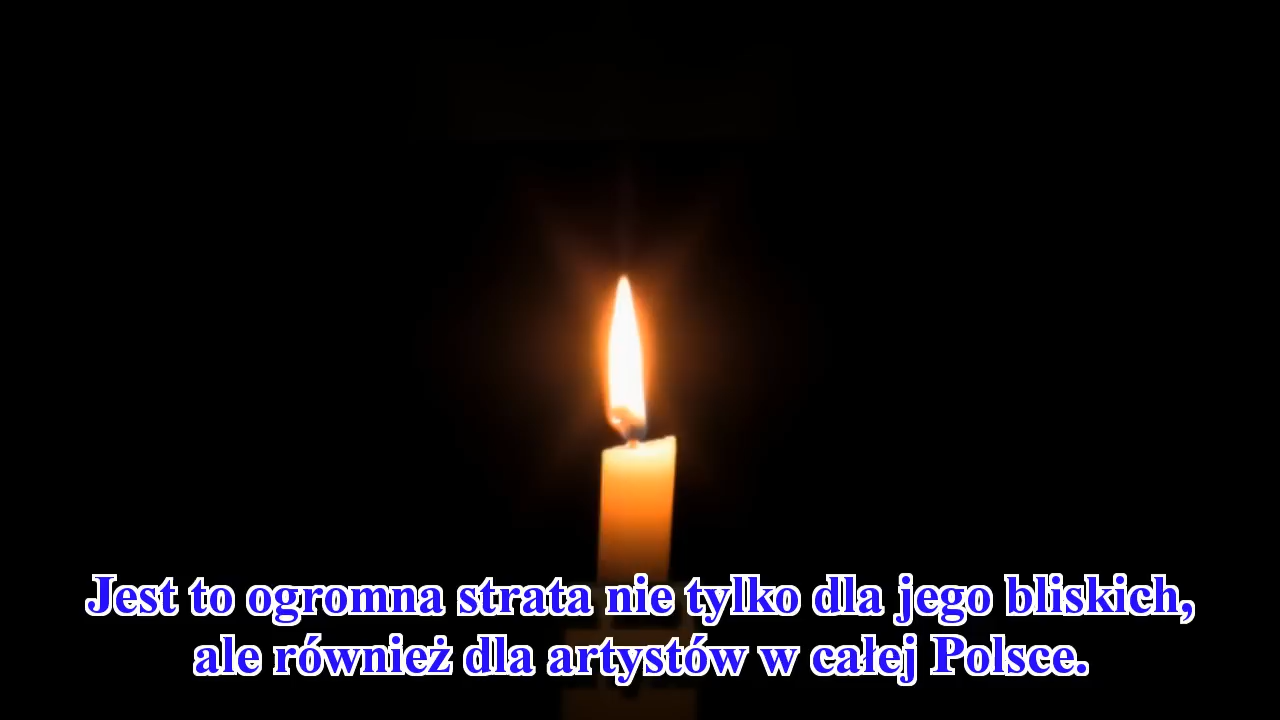 Jest to ogromna strata nie tylko dla jego bliskich,
ale również dla artystów w całej Polsce.